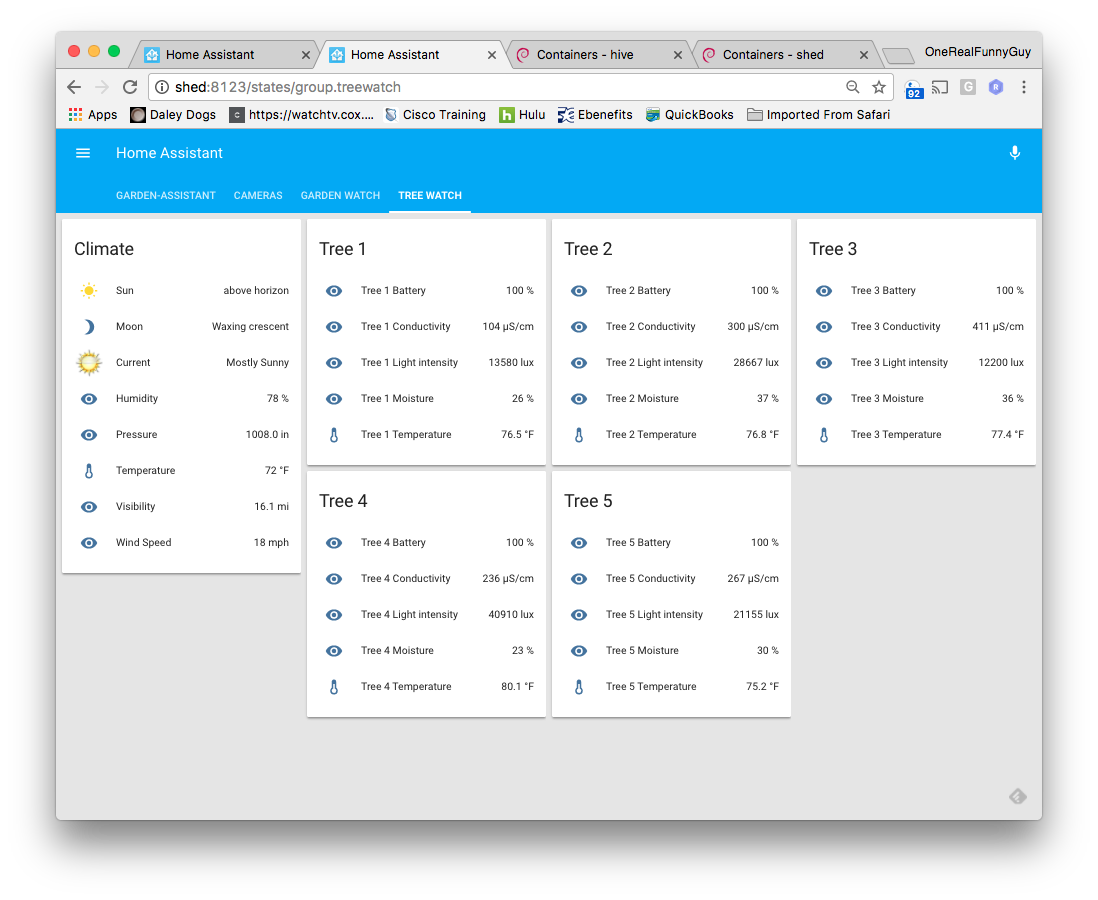 Home Assistant
Home Assistant
Containers - hive
Containers - shed
OneRealFunnyGuy
shed:8123/states/group.treewatch
92
G
R
Apps
Daley Dogs
C
https://watchtv.cox....
Cisco Training
h
Hulu
Ebenefits
QuickBooks
Imported From Safari
Home Assistant
GARDEN-ASSISTANT
CAMERAS
GARDEN WATCH
TREE WATCH
Climate
Sun above horizon
Moon Waxing crescent
Current Mostly Sunny
Humidity 78 %
Pressure 1008.0 in
Temperature 72 °F
Visibility 16.1 mi
Wind Speed 18 mph
Tree 1
Tree 1 Battery 100 %
Tree 1 Conductivity 104 µS/cm
Tree 1 Light intensity 13580 lux
Tree 1 Moisture 26 %
Tree 1 Temperature 76.5 °F
Tree 2
Tree 2 Battery 100 %
Tree 2 Conductivity 300 µS/cm
Tree 2 Light intensity 28667 lux
Tree 2 Moisture 37 %
Tree 2 Temperature 76.8 °F
Tree 3
Tree 3 Battery 100 %
Tree 3 Conductivity 411 µS/cm
Tree 3 Light intensity 12200 lux
Tree 3 Moisture 36 %
Tree 3 Temperature 77.4 °F
Tree 4
Tree 4 Battery 100 %
Tree 4 Conductivity 236 µS/cm
Tree 4 Light intensity 40910 lux
Tree 4 Moisture 23 %
Tree 4 Temperature 80.1 °F
Tree 5
Tree 5 Battery 100 %
Tree 5 Conductivity 267 µS/cm
Tree 5 Light intensity 21155 lux
Tree 5 Moisture 30 %
Tree 5 Temperature 75.2 °F